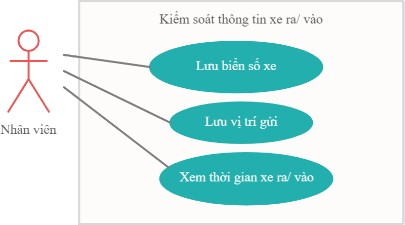 Kiểm soát thông tin xe ra/ vào
Lưu biển số xe
Lưu vị trí gửi
Nhân viên
Xem thời gian xe ra/ vào